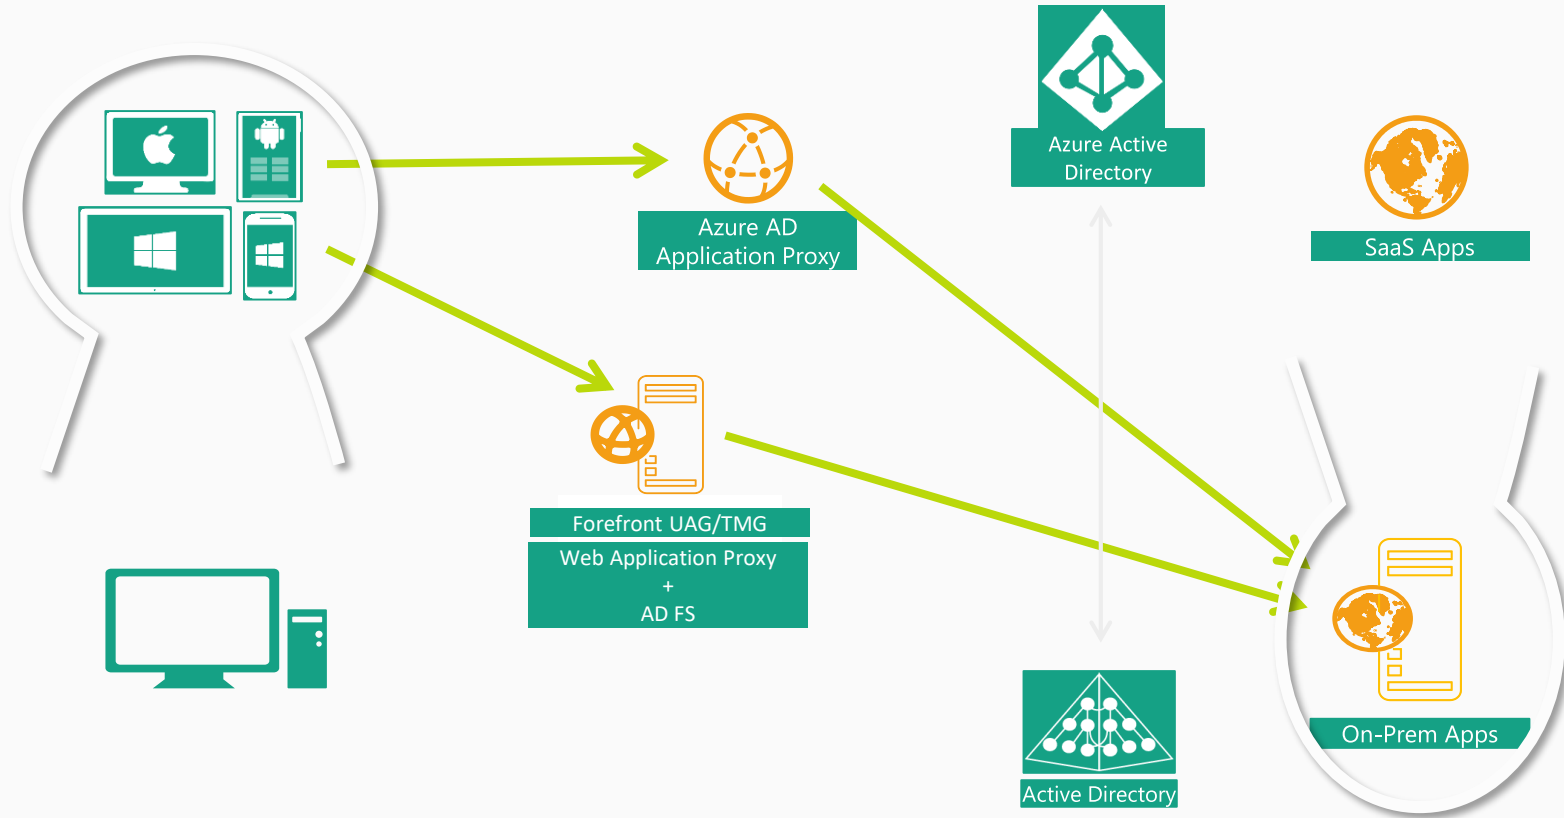 Azure Active
Directory
Azure AD
Application Proxy
SaaS Apps
Forefront UAG/TMG
Web Application Proxy
+
AD FS
On-Prem Apps
Active Directory